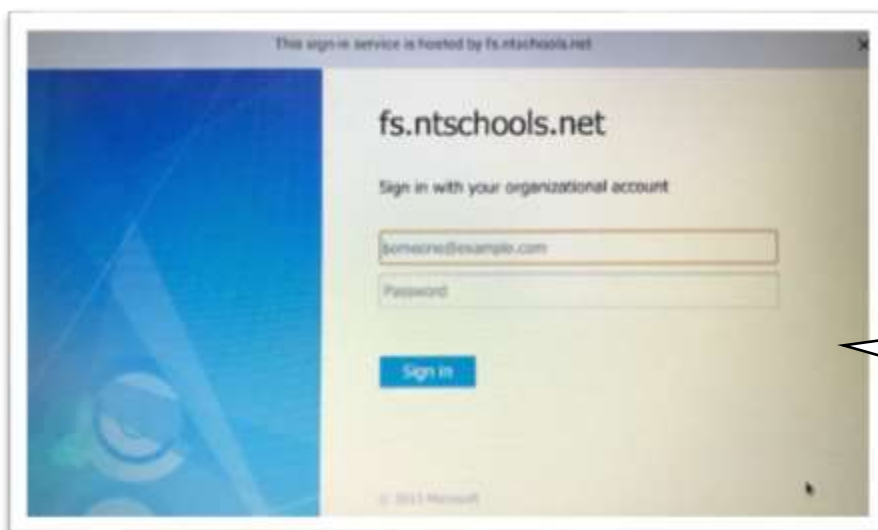 This sign-in service is hosted by fs.ntschools.net
fs.ntschools.net
Sign in with your organizational account
someone@example.com
Password
Sign in
© 2013 Microsoft